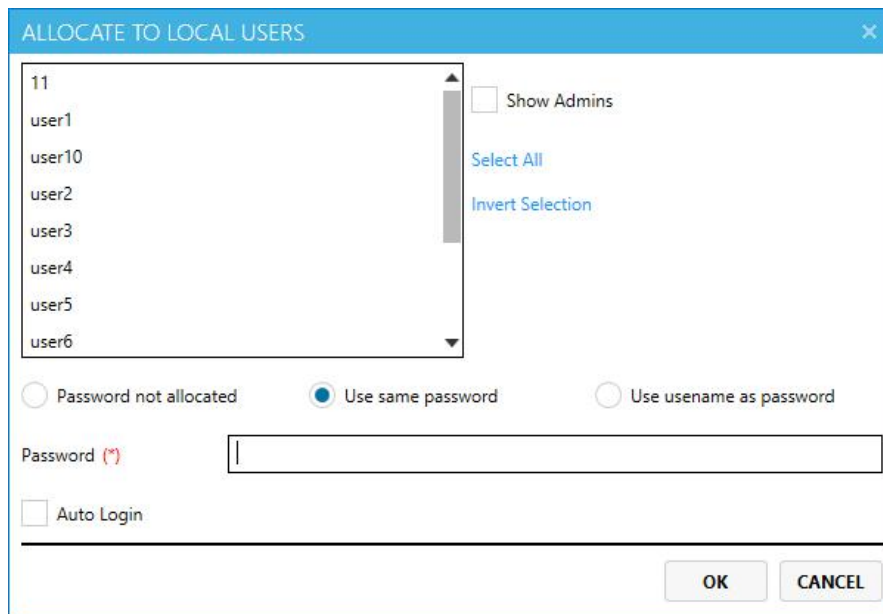 ALLOCATE TO LOCAL USERS
11
user1
user10
user2
user3
user4
user5
user6
Show Admins
Select All
Invert Selection
Password not allocated
Use same password
Use usename as password
Password (*)
Auto Login
OK
CANCEL